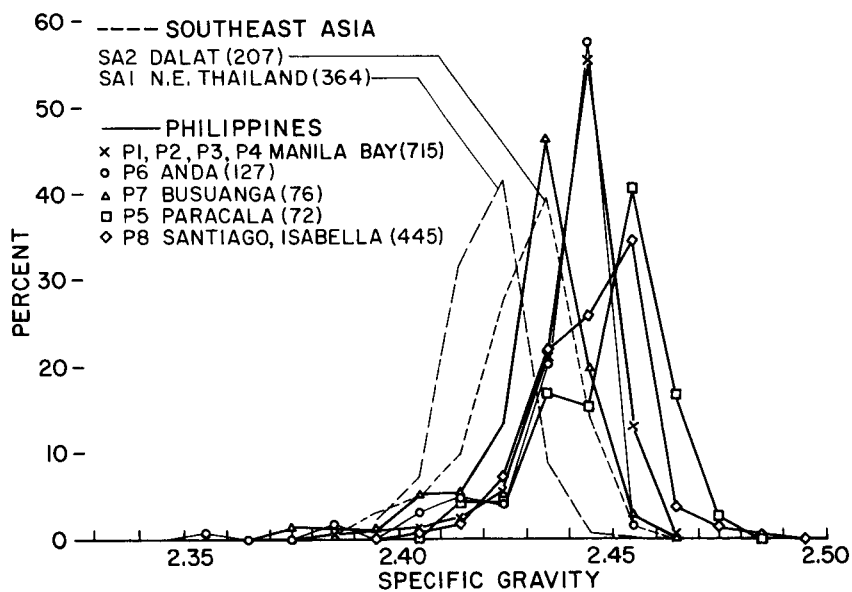 60
50
40
30
20
10
0
PERCENT
---- SOUTHEAST ASIA
SA2 DALAT (207)
SA1 N.E. THAILAND (364)
—— PHILIPPINES
× P1, P2, P3, P4 MANILA BAY (715)
○ P6 ANDA (127)
△ P7 BUSUANGA (76)
□ P5 PARACALA (72)
◇ P8 SANTIAGO, ISABELLA (445)
2.35 2.40 2.45 2.50
SPECIFIC GRAVITY